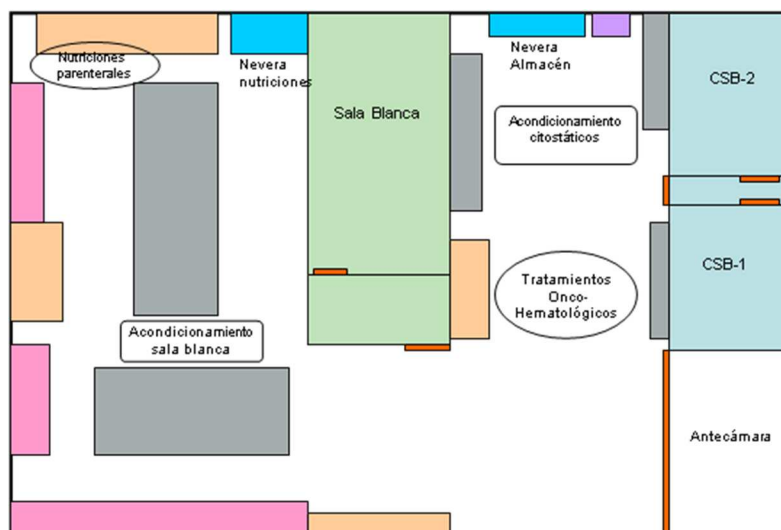 Nutriciones
parenterales
Nevera
nutriciones
Sala Blanca
Nevera
Almacén
CSB-2
Acondicionamiento
citostáticos
Tratamientos
Onco-
Hematológicos
CSB-1
Acondicionamiento
sala blanca
Antecámara